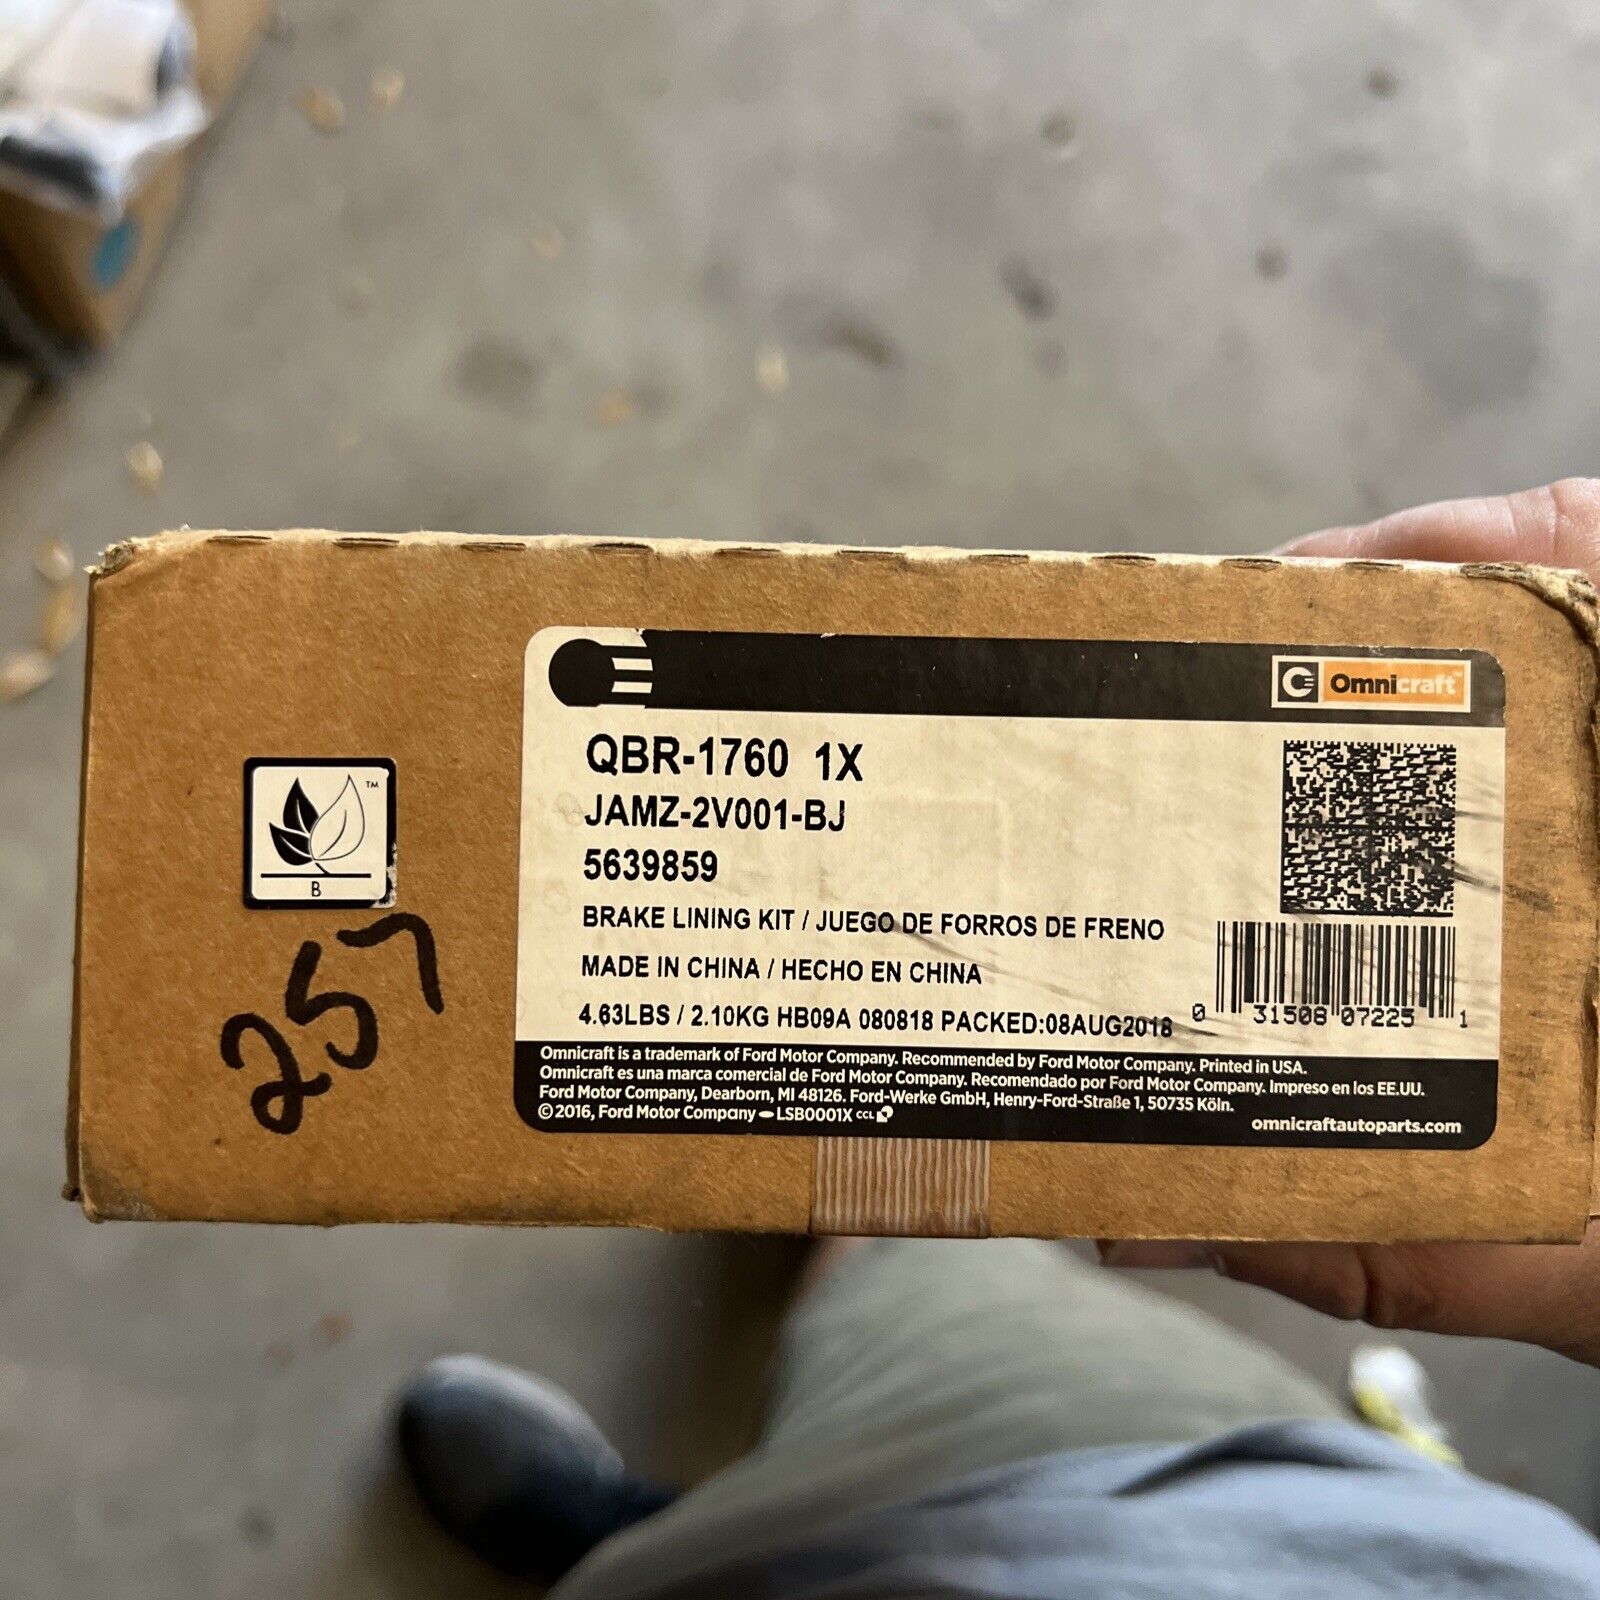 Omnicraft™
QBR-1760 1X
JAMZ-2V001-BJ
5639859
BRAKE LINING KIT / JUEGO DE FORROS DE FRENO
MADE IN CHINA / HECHO EN CHINA
4.63LBS / 2.10KG HB09A 080818 PACKED:08AUG2018
0 31508 07225 1
Omnicraft is a trademark of Ford Motor Company. Recommended by Ford Motor Company. Printed in USA.
Omnicraft es una marca comercial de Ford Motor Company. Recomendado por Ford Motor Company. Impreso en los EE.UU.
Ford Motor Company, Dearborn, MI 48126. Ford-Werke GmbH, Henry-Ford-Straße 1, 50735 Köln.
©2016, Ford Motor Company LSB0001X CCL
omnicraftautoparts.com
TM
B
257